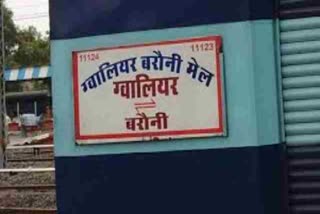 11124 11123
ग्वालियर बरौनी मेल
ग्वालियर
⇌
बरौनी